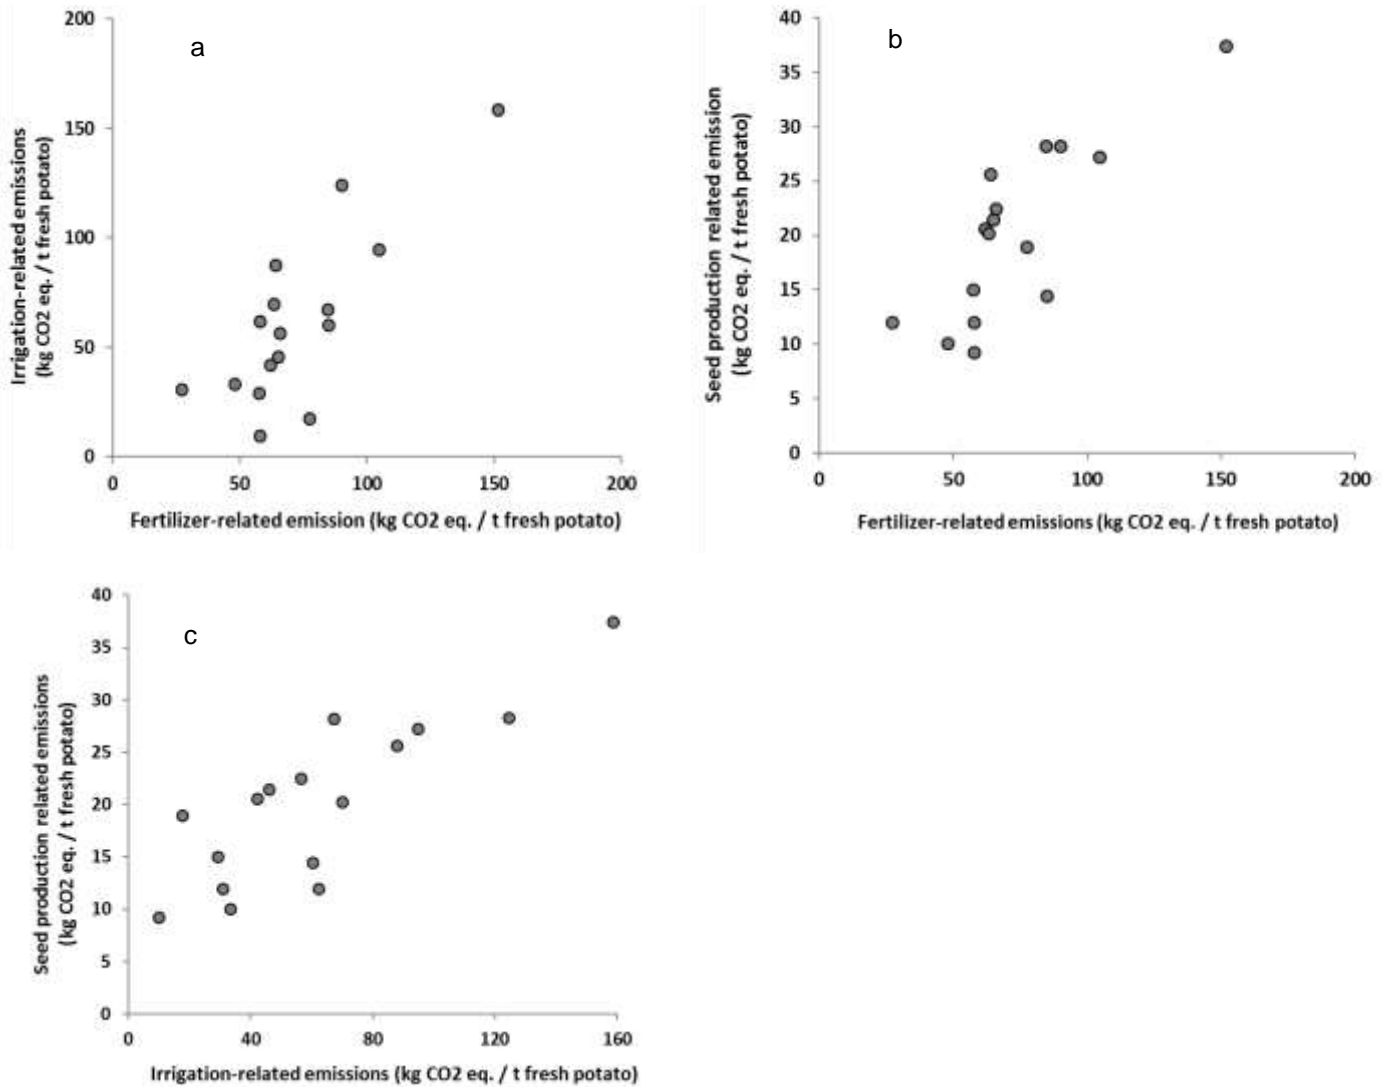 a
200
150
100
50
0
0 50 100 150 200
Irrigation-related emissions
(kg CO2 eq. / t fresh potato)
Fertilizer-related emission (kg CO2 eq. / t fresh potato)
b
40
35
30
25
20
15
10
5
0
0 50 100 150 200
Seed production related emission
(kg CO2 eq. / t fresh potato)
Fertilizer-related emissions (kg CO2 eq. / t fresh potato)
c
40
35
30
25
20
15
10
5
0
0 40 80 120 160
Seed production related emissions
(kg CO2 eq. / t fresh potato)
Irrigation-related emissions (kg CO2 eq. / t fresh potato)